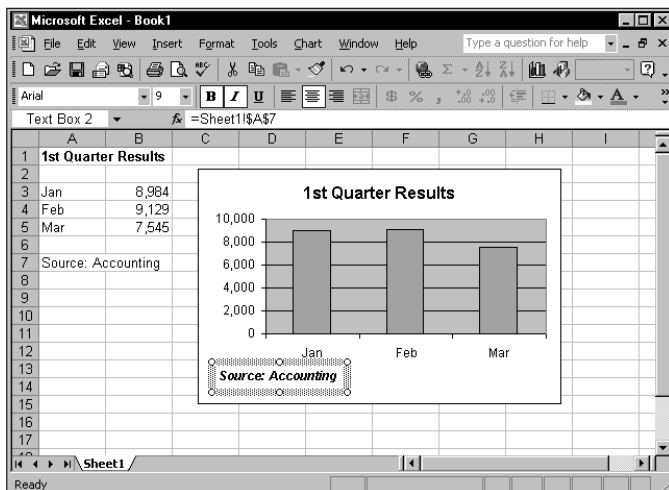 Microsoft Excel - Book1
File Edit View Insert Format Tools Chart Window Help Type a question for help
Arial 9 B I U $ % ,
Text Box 2 fx =Sheet1!$A$7
A B C D E F G H I
1 1st Quarter Results
2
3 Jan 8,984
4 Feb 9,129
5 Mar 7,545
6
7 Source: Accounting
8
9
10
11
12
13
14
15
16
17
1st Quarter Results
10,000
8,000
6,000
4,000
2,000
0
Jan Feb Mar
Source: Accounting
Sheet1
Ready